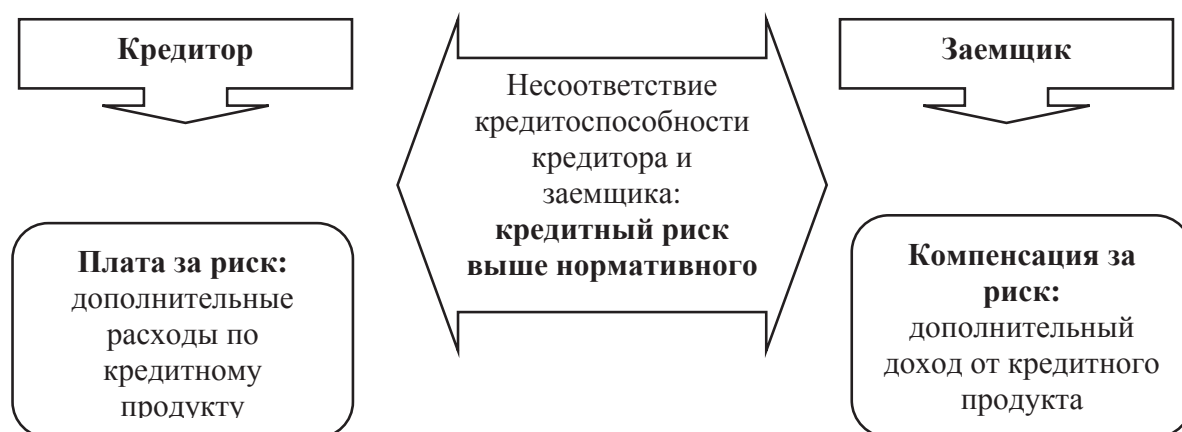 Кредитор
Заемщик
Несоответствие
кредитоспособности
кредитора и
заемщика:
кредитный риск
выше нормативного
Плата за риск:
дополнительные
расходы по
кредитному
продукту
Компенсация за
риск:
дополнительный
доход от кредитного
продукта